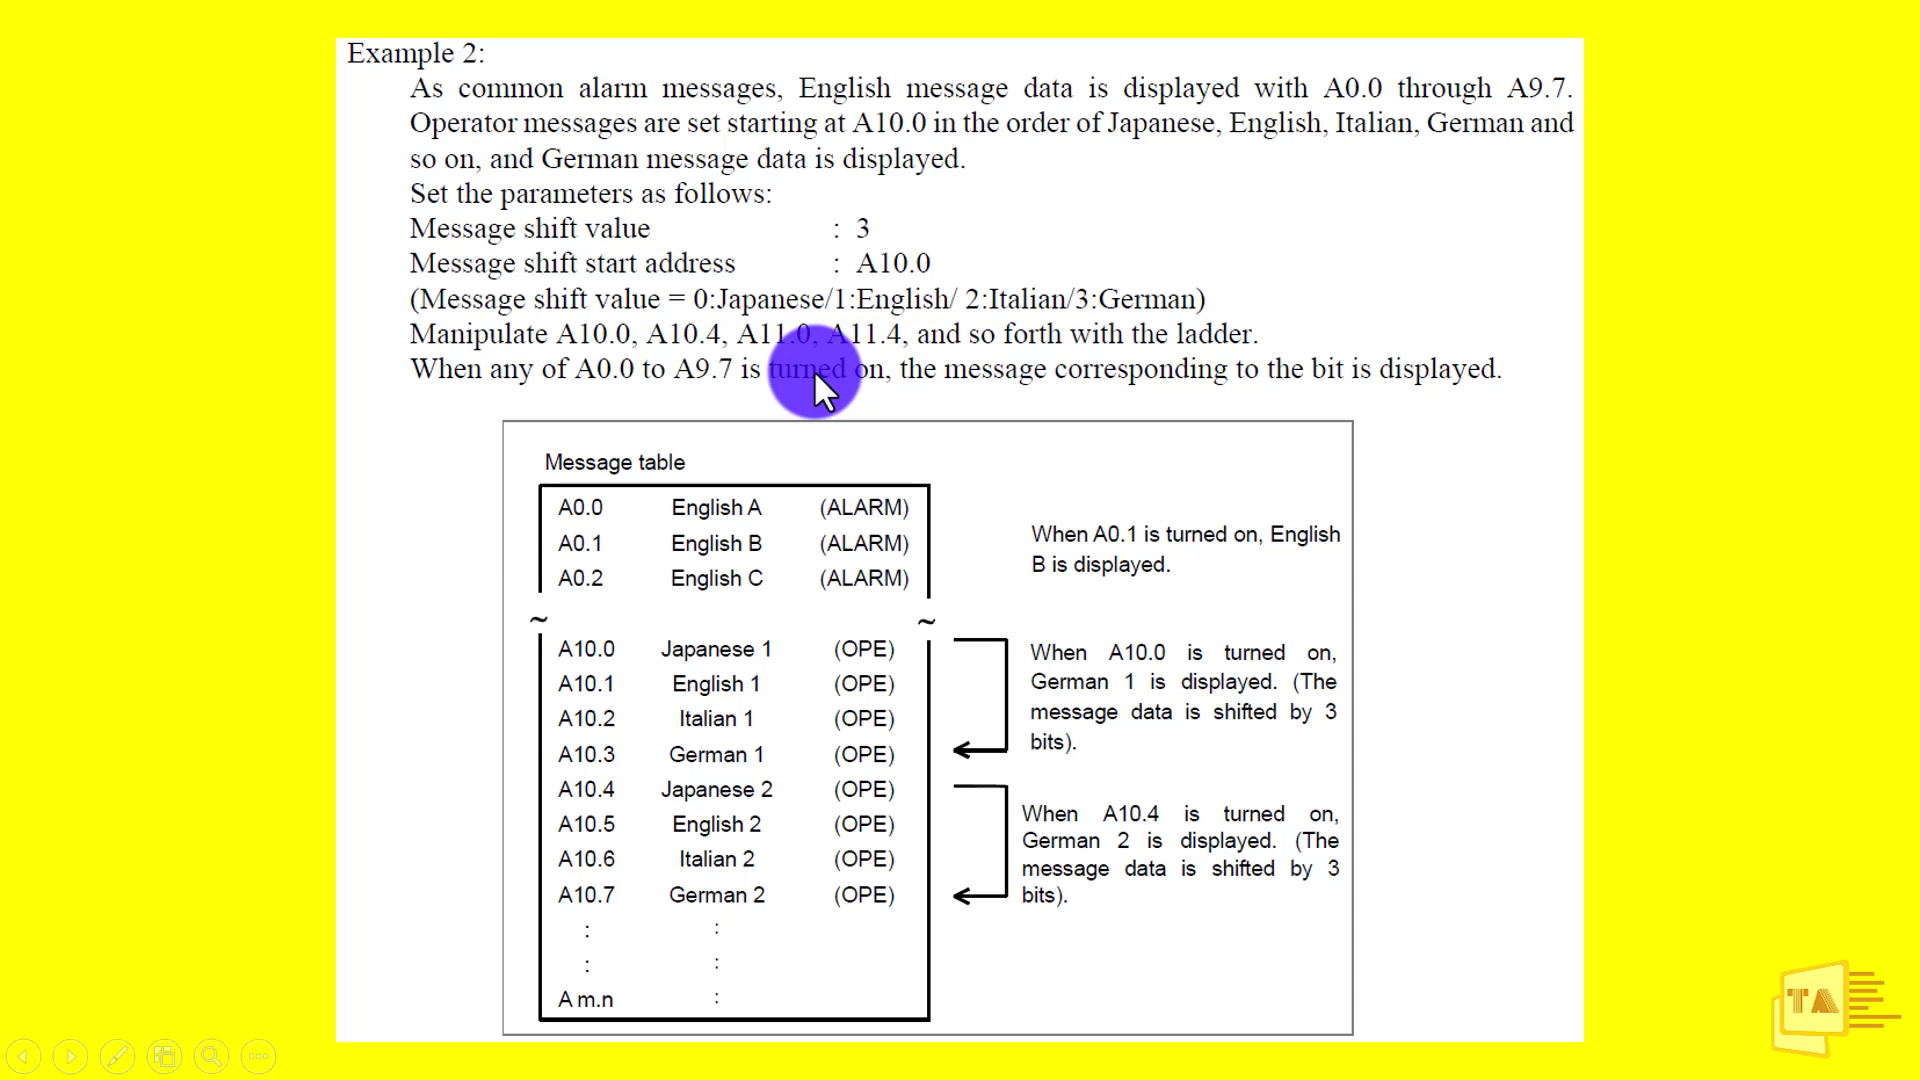 Example 2:
As common alarm messages, English message data is displayed with A0.0 through A9.7.
Operator messages are set starting at A10.0 in the order of Japanese, English, Italian, German and
so on, and German message data is displayed.
Set the parameters as follows:
Message shift value : 3
Message shift start address : A10.0
(Message shift value = 0:Japanese/1:English/ 2:Italian/3:German)
Manipulate A10.0, A10.4, A11.0, A11.4, and so forth with the ladder.
When any of A0.0 to A9.7 is turned on, the message corresponding to the bit is displayed.
Message table
A0.0 English A (ALARM)
A0.1 English B (ALARM)
A0.2 English C (ALARM)
~ ~
A10.0 Japanese 1 (OPE)
A10.1 English 1 (OPE)
A10.2 Italian 1 (OPE)
A10.3 German 1 (OPE)
A10.4 Japanese 2 (OPE)
A10.5 English 2 (OPE)
A10.6 Italian 2 (OPE)
A10.7 German 2 (OPE)
: :
: :
A m.n :
When A0.1 is turned on, English
B is displayed.
When A10.0 is turned on,
German 1 is displayed. (The
message data is shifted by 3
bits).
When A10.4 is turned on,
German 2 is displayed. (The
message data is shifted by 3
bits).
TA